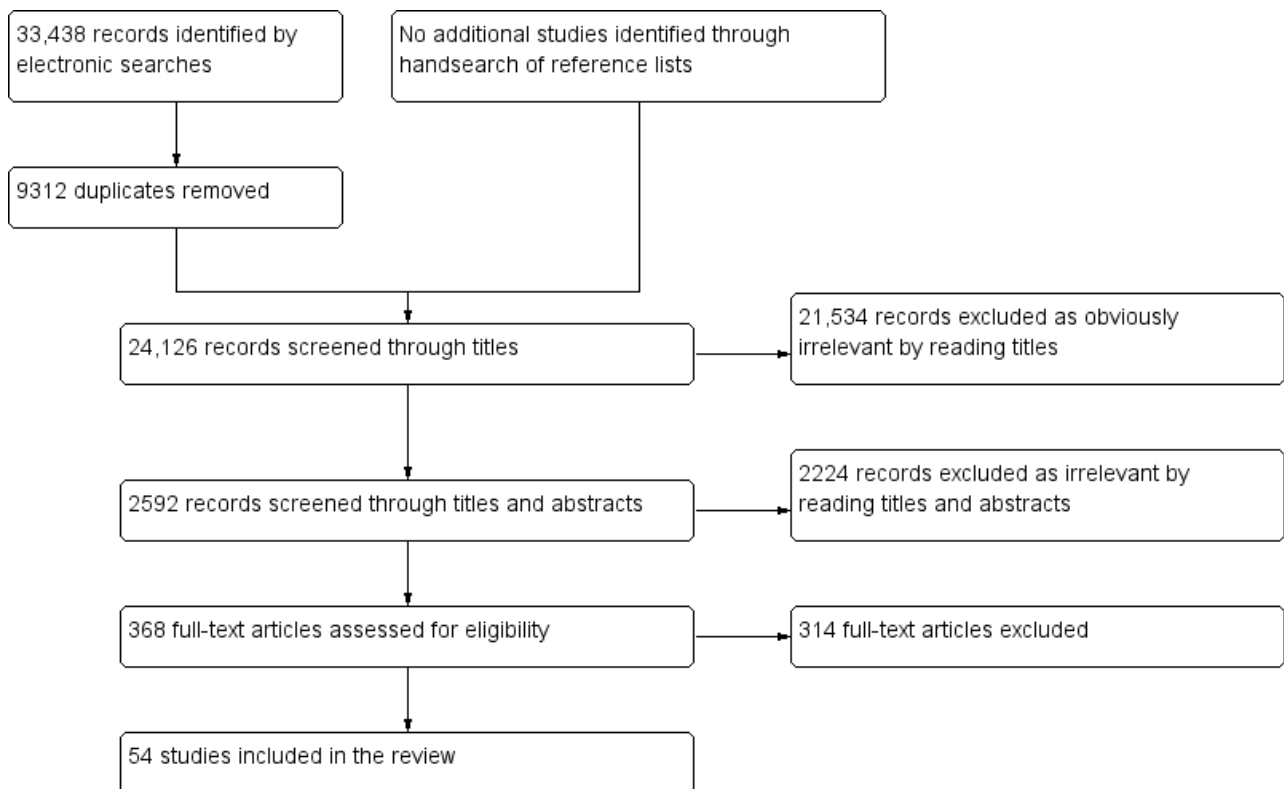 33,438 records identified by
electronic searches
No additional studies identified through
handsearch of reference lists
9312 duplicates removed
24,126 records screened through titles
21,534 records excluded as obviously
irrelevant by reading titles
2592 records screened through titles and abstracts
2224 records excluded as irrelevant by
reading titles and abstracts
368 full-text articles assessed for eligibility
314 full-text articles excluded
54 studies included in the review